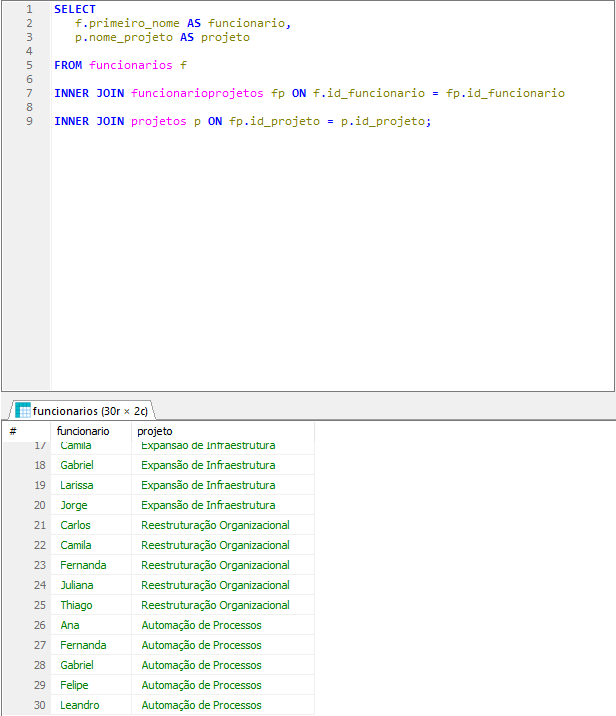 1 SELECT
2 f.primeiro_nome AS funcionario,
3 p.nome_projeto AS projeto
4
5 FROM funcionarios f
6
7 INNER JOIN funcionarioprojetos fp ON f.id_funcionario = fp.id_funcionario
8
9 INNER JOIN projetos p ON fp.id_projeto = p.id_projeto;
funcionarios (30r × 2c)
# funcionario projeto
17 Camila Expansão de Infraestrutura
18 Gabriel Expansão de Infraestrutura
19 Larissa Expansão de Infraestrutura
20 Jorge Expansão de Infraestrutura
21 Carlos Reestruturação Organizacional
22 Camila Reestruturação Organizacional
23 Fernanda Reestruturação Organizacional
24 Juliana Reestruturação Organizacional
25 Thiago Reestruturação Organizacional
26 Ana Automação de Processos
27 Fernanda Automação de Processos
28 Gabriel Automação de Processos
29 Felipe Automação de Processos
30 Leandro Automação de Processos